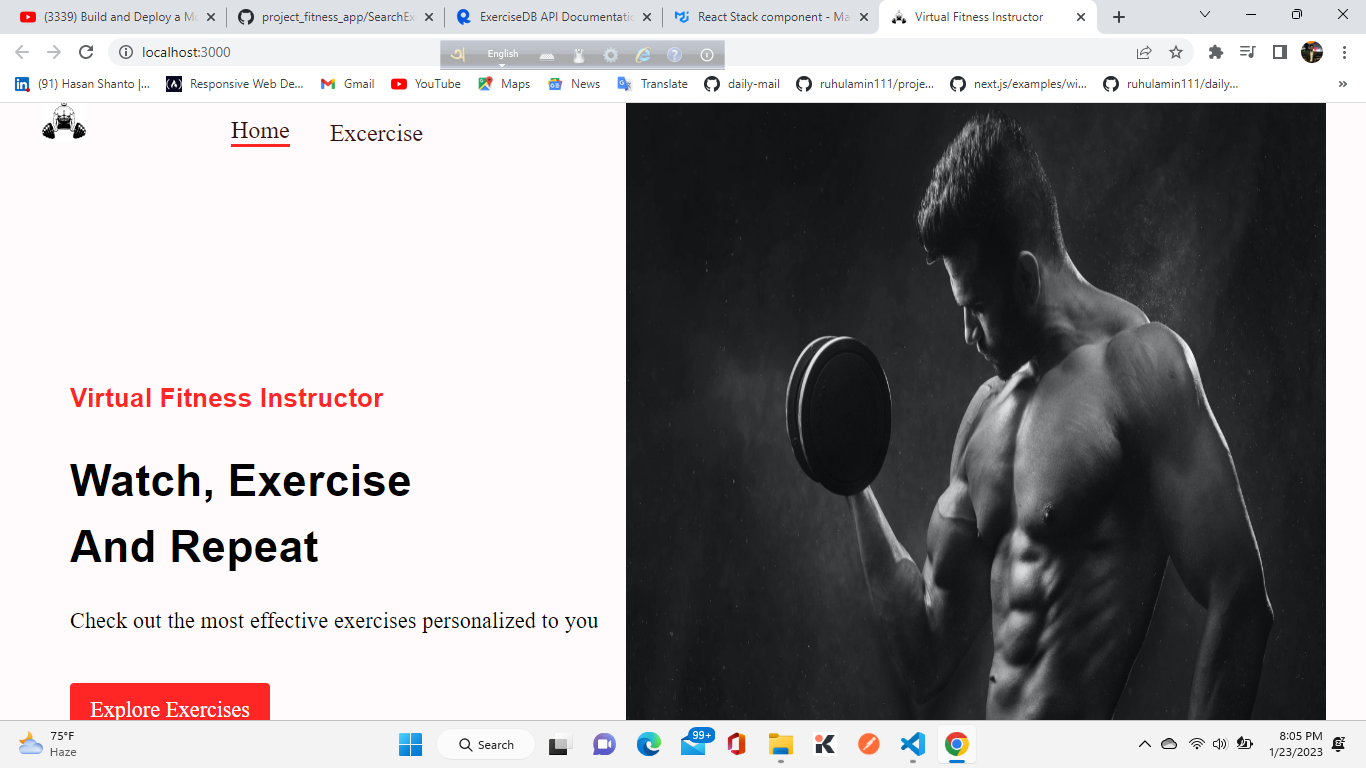 (3339) Build and Deploy a Mo
project_fitness_app/SearchEx
ExerciseDB API Documentatio
React Stack component - Ma
Virtual Fitness Instructor
localhost:3000
English
(91) Hasan Shanto |...
Responsive Web De...
Gmail
YouTube
Maps
News
Translate
daily-mail
ruhulamin111/proje...
next.js/examples/wi...
ruhulamin111/daily...
»
Home
Excercise
Virtual Fitness Instructor
Watch, Exercise
And Repeat
Check out the most effective exercises personalized to you
Explore Exercises
75°F
Haze
Search
99+
8:05 PM
1/23/2023